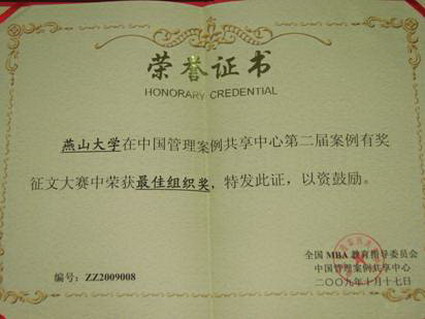 荣誉证书
HONORARY CREDENTIAL
燕山大学在中国管理案例共享中心第二届案例有奖
征文大赛中荣获最佳组织奖，特发此证，以资鼓励。
全国 MBA 教育指导委员会
中国管理案例共享中心
编号：ZZ2009008
二〇〇九年十月十七日